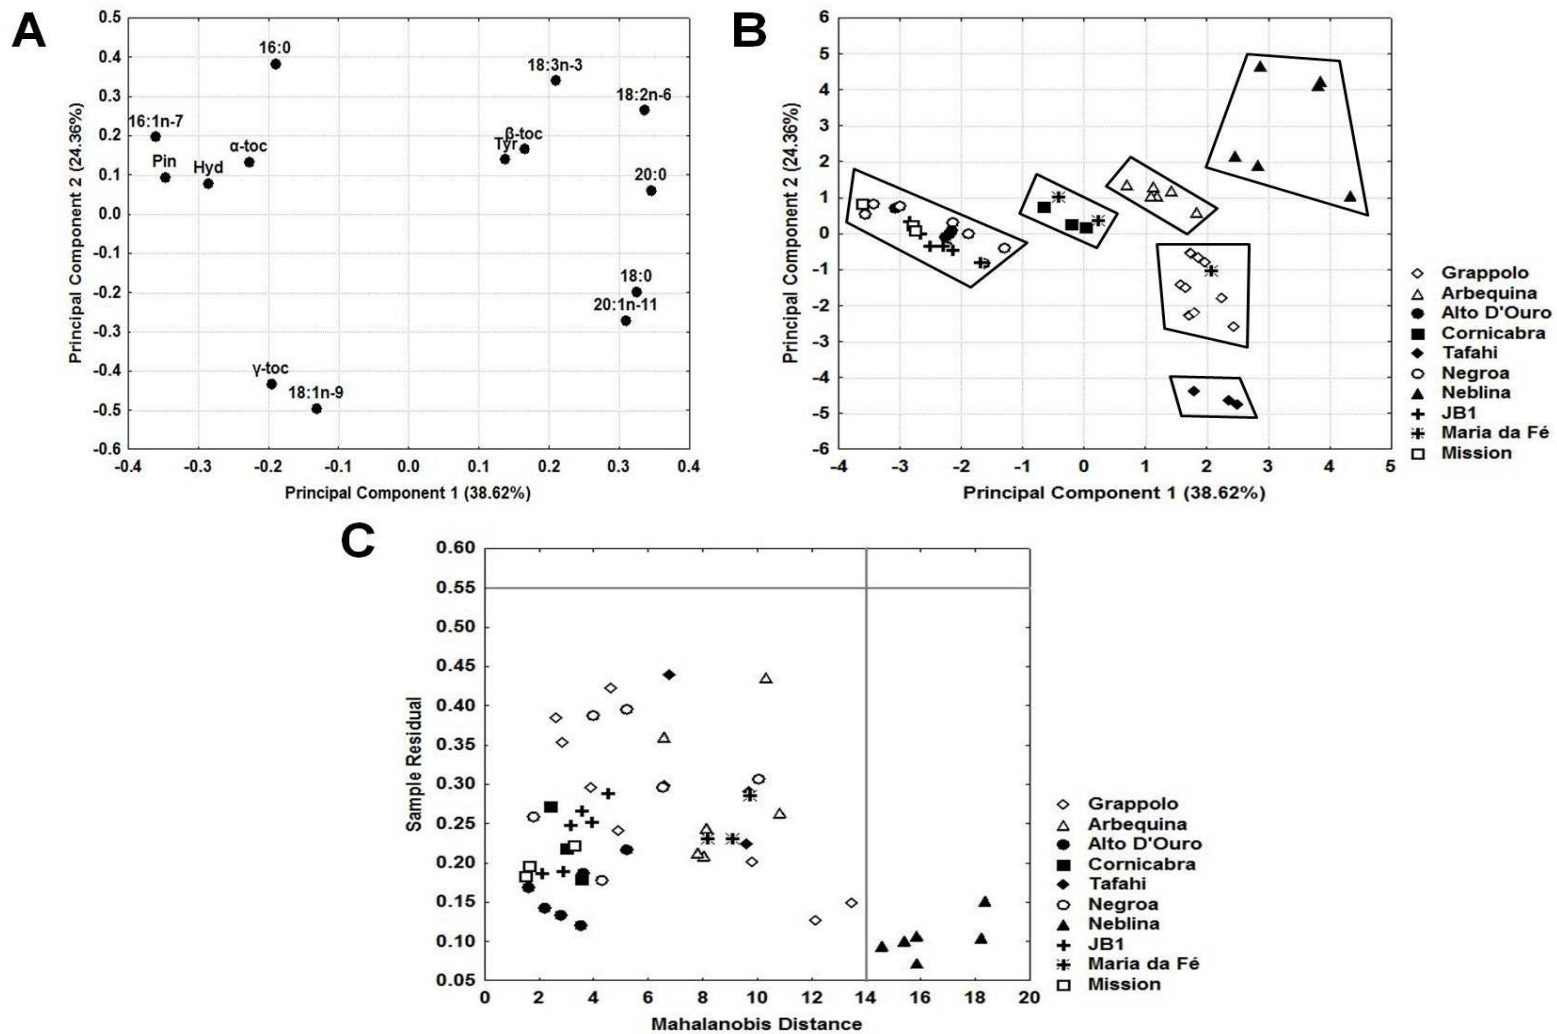 A
0.5
0.4
0.3
0.2
0.1
0.0
-0.1
-0.2
-0.3
-0.4
-0.5
-0.6
Principal Component 2 (24.36%)
16:0
18:3n-3
18:2n-6
16:1n-7
β-toc
Tyr
α-toc
Pin
Hyd
20:0
18:0
20:1n-11
γ-toc
18:1n-9
-0.4 -0.3 -0.2 -0.1 0.0 0.1 0.2 0.3 0.4
Principal Component 1 (38.62%)
B
6
5
4
3
2
1
0
-1
-2
-3
-4
-5
-6
Principal Component 2 (24.36%)
-4 -3 -2 -1 0 1 2 3 4 5
Principal Component 1 (38.62%)
Grappolo
Arbequina
Alto D'Ouro
Cornicabra
Tafahi
Negroa
Neblina
JB1
Maria da Fé
Mission
C
0.60
0.55
0.50
0.45
0.40
0.35
0.30
0.25
0.20
0.15
0.10
0.05
Sample Residual
0 2 4 6 8 10 12 14 16 18 20
Mahalanobis Distance
Grappolo
Arbequina
Alto D'Ouro
Cornicabra
Tafahi
Negroa
Neblina
JB1
Maria da Fé
Mission